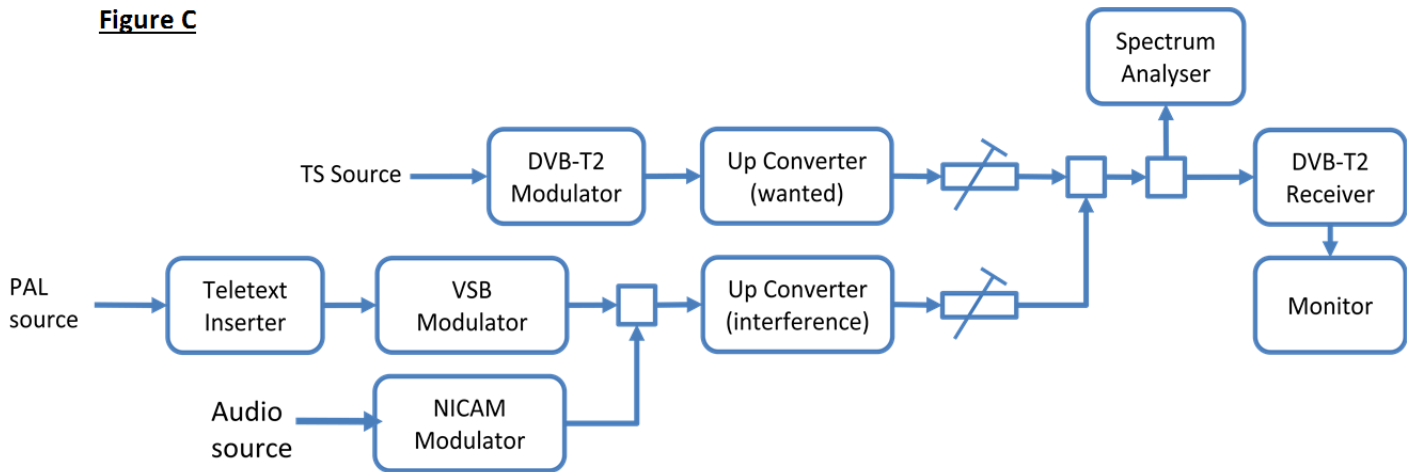 Figure C
Spectrum
Analyser
TS Source
DVB-T2
Modulator
Up Converter
(wanted)
DVB-T2
Receiver
PAL
source
Teletext
Inserter
VSB
Modulator
Up Converter
(interference)
Monitor
Audio
source
NICAM
Modulator